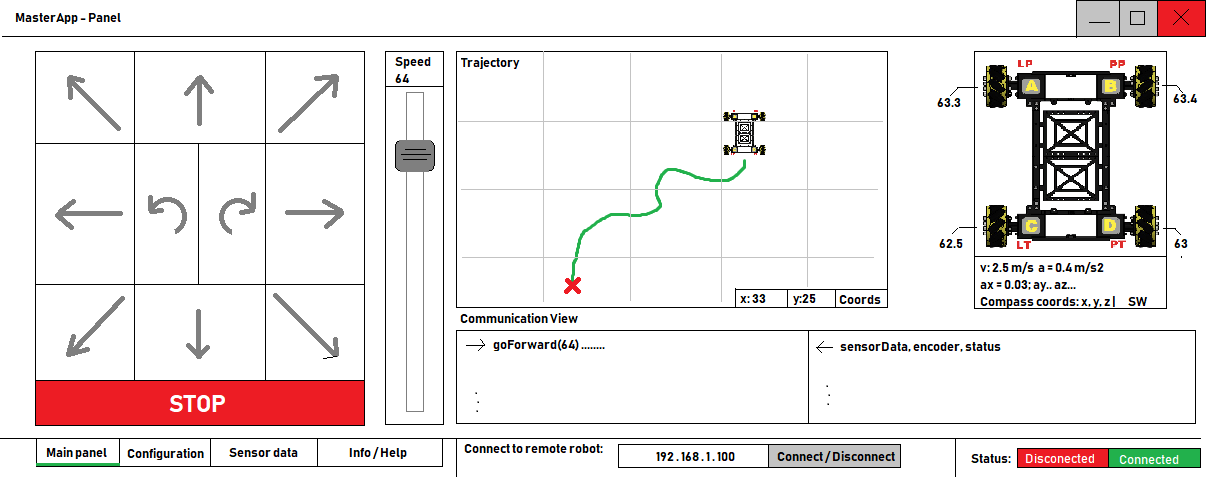 MasterApp - Panel
Speed
64
Trajectory
x: 33
y:25
Coords
LP
PP
A
B
63.3
63.4
C
D
62.5
63
LT
PT
v: 2.5 m/s a = 0.4 m/s2
ax = 0.03; ay.. az...
Compass coords: x, y, z | SW
Communication View
goForward(64) ........
sensorData, encoder, status
STOP
Main panel
Configuration
Sensor data
Info / Help
Connect to remote robot:
192.168.1.100
Connect / Disconnect
Status:
Disconected
Connected